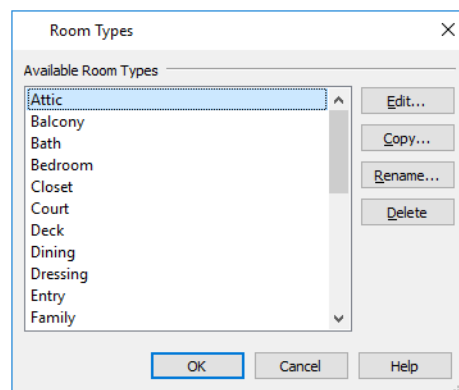 Room Types
Available Room Types
Attic
Balcony
Bath
Bedroom
Closet
Court
Deck
Dining
Dressing
Entry
Family
Edit...
Copy...
Rename...
Delete
OK Cancel Help